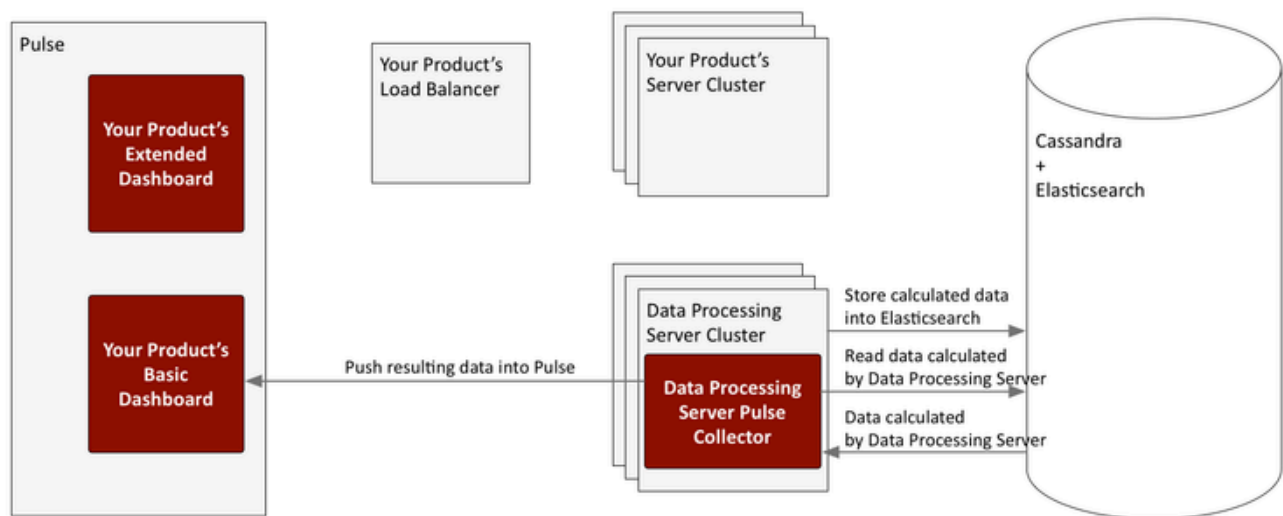 Pulse
Your Product's
Extended
Dashboard
Your Product's
Basic
Dashboard
Your Product's
Load Balancer
Your Product's
Server Cluster
Cassandra
+
Elasticsearch
Data Processing
Server Cluster
Data Processing
Server Pulse
Collector
Push resulting data into Pulse
Store calculated data
into Elasticsearch
Read data calculated
by Data Processing Server
Data calculated
by Data Processing Server